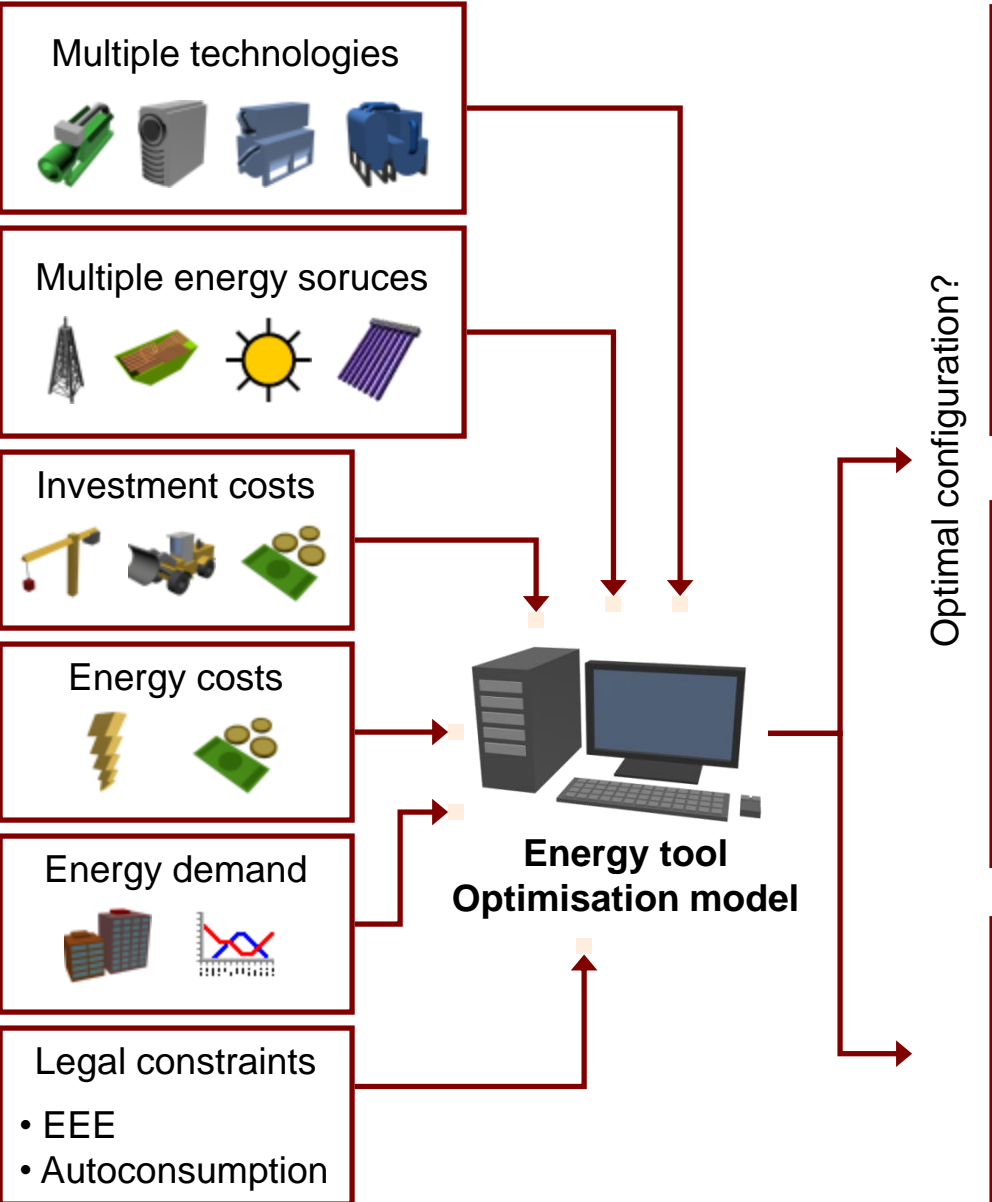 Multiple technologies
Multiple energy soruces
Investment costs
Energy costs
Energy demand
Legal constraints
• EEE
• Autoconsumption
Energy tool
Optimisation model
Optimal configuration?